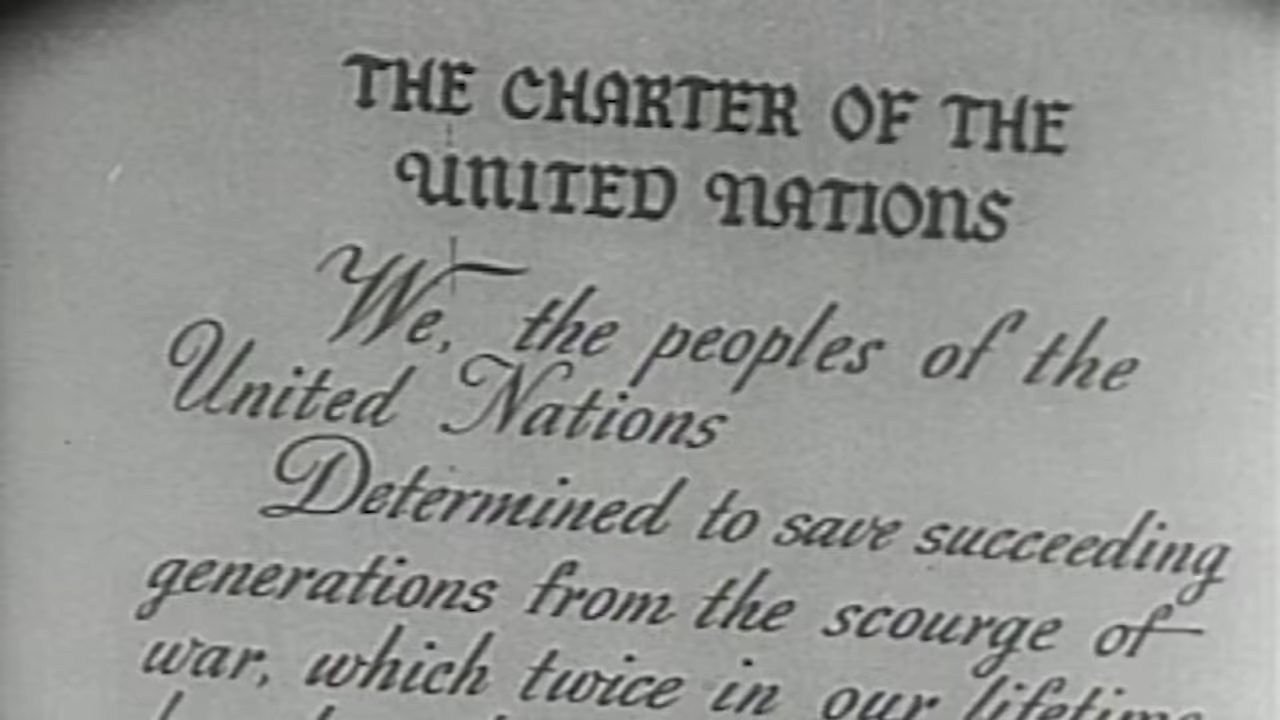 THE CHARTER OF THE
UNITED NATIONS
We, the peoples of the
United Nations
Determined to save succeeding
generations from the scourge of
war, which twice in our lifetime